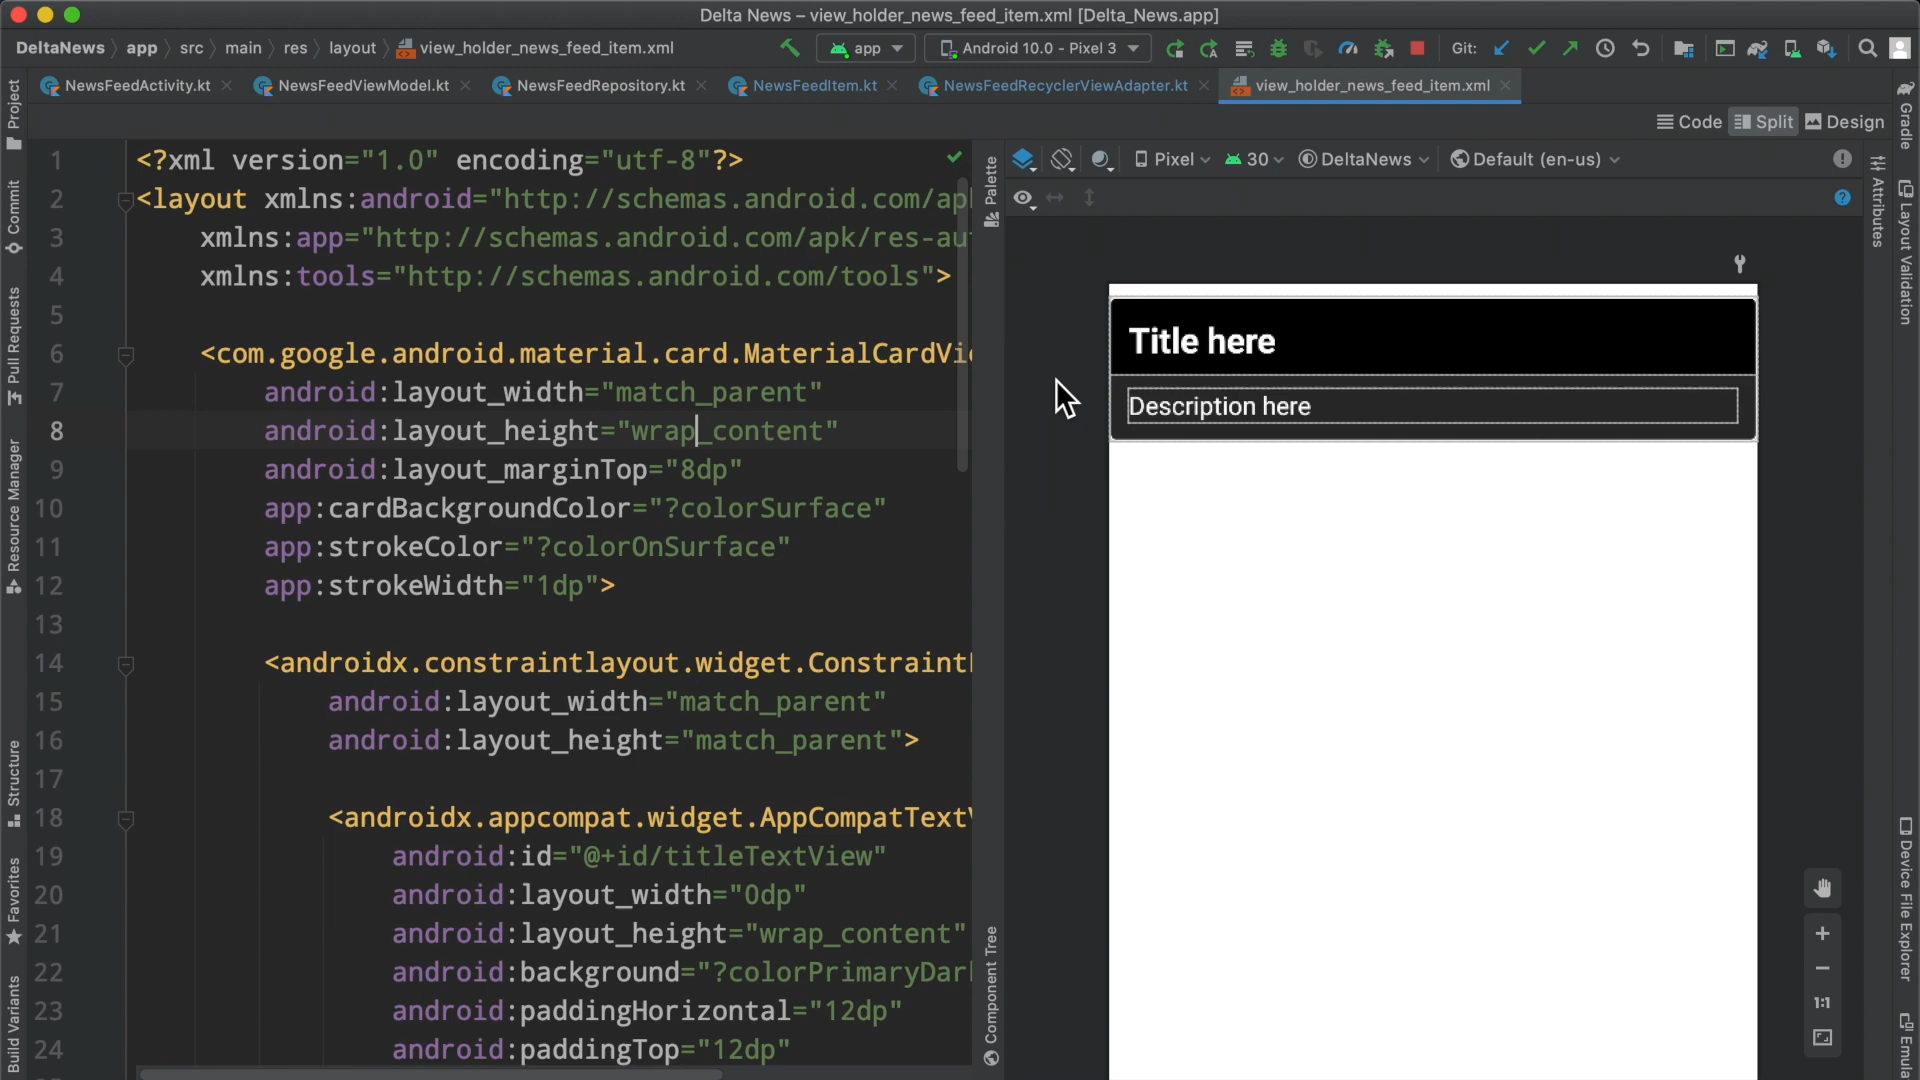 Delta News – view_holder_news_feed_item.xml [Delta_News.app]
DeltaNews app src main res layout view_holder_news_feed_item.xml app Android 10.0 - Pixel 3 Git:
NewsFeedActivity.kt NewsFeedViewModel.kt NewsFeedRepository.kt NewsFeedItem.kt NewsFeedRecyclerViewAdapter.kt view_holder_news_feed_item.xml
Code Split Design
Project
Commit
Pull Requests
Resource Manager
Structure
Favorites
Build Variants
1 <?xml version="1.0" encoding="utf-8"?>
2 <layout xmlns:android="http://schemas.android.com/ap
3 xmlns:app="http://schemas.android.com/apk/res-au
4 xmlns:tools="http://schemas.android.com/tools">
5
6 <com.google.android.material.card.MaterialCardVi
7 android:layout_width="match_parent"
8 android:layout_height="wrap_content"
9 android:layout_marginTop="8dp"
10 app:cardBackgroundColor="?colorSurface"
11 app:strokeColor="?colorOnSurface"
12 app:strokeWidth="1dp">
13
14 <androidx.constraintlayout.widget.Constraint
15 android:layout_width="match_parent"
16 android:layout_height="match_parent">
17
18 <androidx.appcompat.widget.AppCompatText
19 android:id="@+id/titleTextView"
20 android:layout_width="0dp"
21 android:layout_height="wrap_content"
22 android:background="?colorPrimaryDar
23 android:paddingHorizontal="12dp"
24 android:paddingTop="12dp"
Palette
Component Tree
Pixel 30 DeltaNews Default (en-us)
Title here
Description here
1:1
Attributes
Gradle
Layout Validation
Device File Explorer
Emula